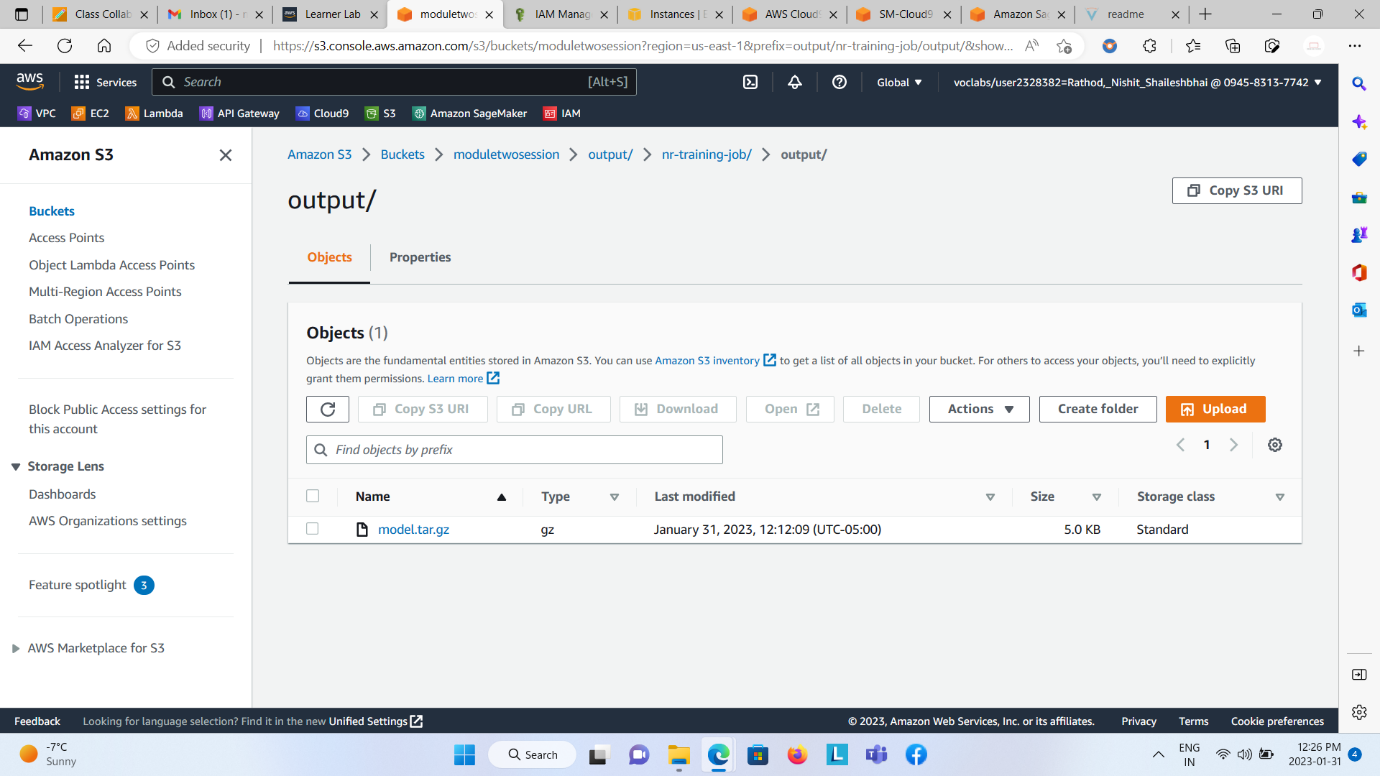 Class Collab
Inbox (1) - r
Learner Lab
moduletwos
IAM Manag
Instances | E
AWS Cloud
SM-Cloud9
Amazon Sa
readme
Added security
https://s3.console.aws.amazon.com/s3/buckets/moduletwosession?region=us-east-1&prefix=output/nr-training-job/output/&show...
aws
Services
Search
[Alt+S]
Global
voclabs/user2328382=Rathod,_Nishit_Shaileshbhai @ 0945-8313-7742
VPC
EC2
Lambda
API Gateway
Cloud9
S3
Amazon SageMaker
IAM
Amazon S3
Buckets
Access Points
Object Lambda Access Points
Multi-Region Access Points
Batch Operations
IAM Access Analyzer for S3
Block Public Access settings for
this account
Storage Lens
Dashboards
AWS Organizations settings
Feature spotlight 3
AWS Marketplace for S3
Amazon S3
Buckets
moduletwosession
output/
nr-training-job/
output/
output/
Copy S3 URI
Objects
Properties
Objects (1)
Objects are the fundamental entities stored in Amazon S3. You can use Amazon S3 inventory to get a list of all objects in your bucket. For others to access your objects, you'll need to explicitly
grant them permissions. Learn more
Copy S3 URI
Copy URL
Download
Open
Delete
Actions
Create folder
Upload
Find objects by prefix
1
Name
Type
Last modified
Size
Storage class
model.tar.gz
gz
January 31, 2023, 12:12:09 (UTC-05:00)
5.0 KB
Standard
Feedback
Looking for language selection? Find it in the new Unified Settings
© 2023, Amazon Web Services, Inc. or its affiliates.
Privacy
Terms
Cookie preferences
-7°C
Sunny
Search
ENG
IN
12:26 PM
2023-01-31
4